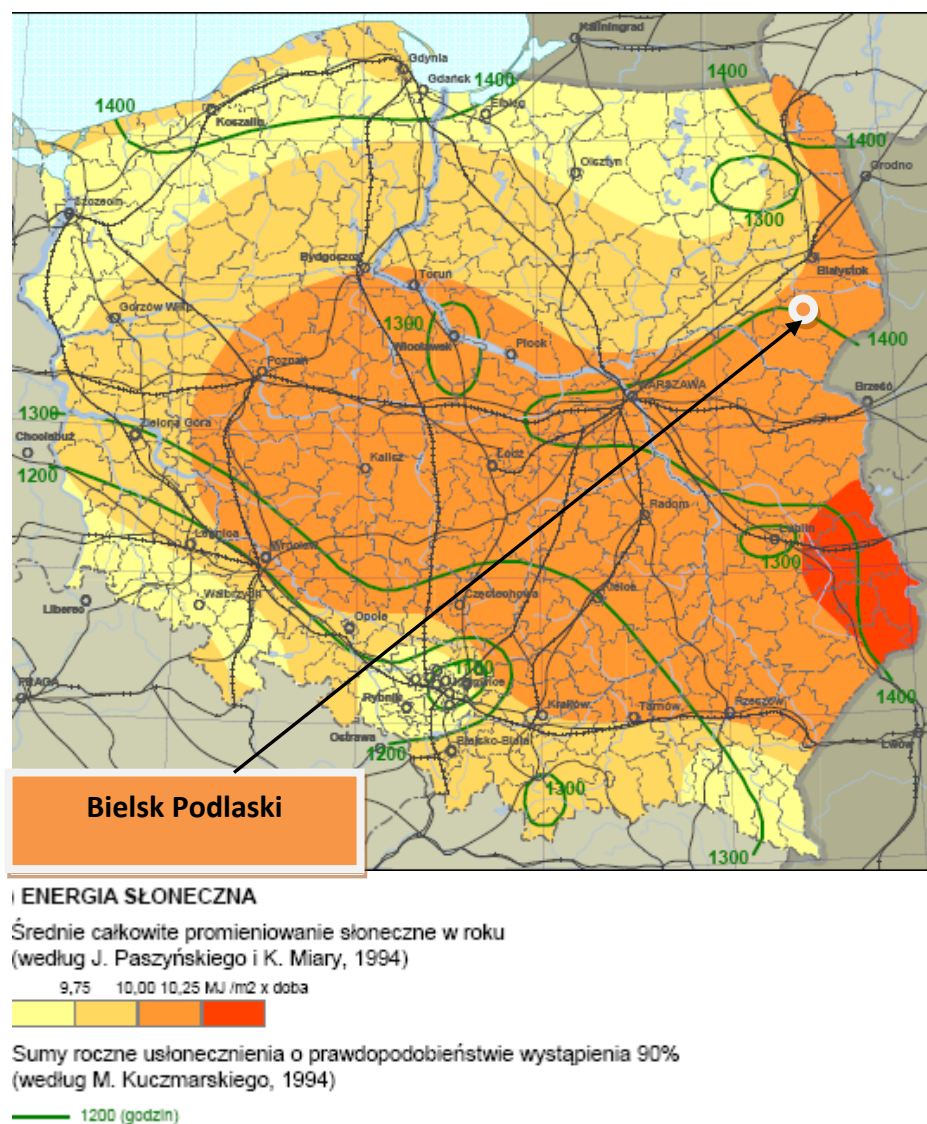 Kaliningrad
Gdynia
Gdańsk
1400
1400
1400
Elbląg
Koszalin
1400
Olsztyn
Grodno
Szczecin
1300
Bydgoszcz
Toruń
Białystok
Gorzów Wlkp.
1300
Włocławek
Płock
1400
Poznań
WARSZAWA
Brześć
1300
Zielona Góra
Chociebuż
1200
Kalisz
Łódz
Radom
Legnica
Lublin
Wrocław
1300
Kielce
Liberec
Wałbrzych
Częstochowa
Opole
1100
PRAGA
Katowice
Rybnik
Kraków
Tarnów
Rzeszów
1400
Ostrawa
1200
Bielsko-Biała
Lwów
1300
Bielsk Podlaski
1300
) ENERGIA SŁONECZNA
Średnie całkowite promieniowanie słoneczne w roku
(według J. Paszyńskiego i K. Miary, 1994)
9,75 10,00 10,25 MJ /m2 x doba
Sumy roczne usłonecznienia o prawdopodobieństwie wystąpienia 90%
(według M. Kuczmarskiego, 1994)
1200 (godzin)